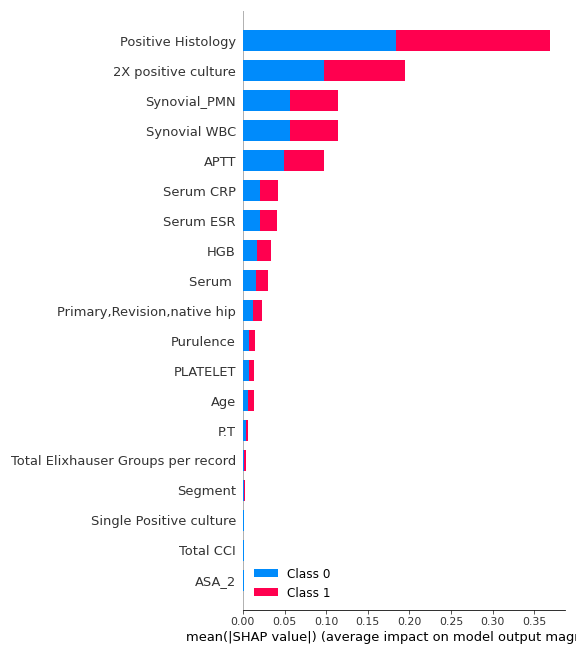 Positive Histology
2X positive culture
Synovial_PMN
Synovial WBC
APTT
Serum CRP
Serum ESR
HGB
Serum
Primary,Revision,native hip
Purulence
PLATELET
Age
P.T
Total Elixhauser Groups per record
Segment
Single Positive culture
Total CCI
ASA_2
Class 0
Class 1
0.00 0.05 0.10 0.15 0.20 0.25 0.30 0.35
mean(|SHAP value|) (average impact on model output magn